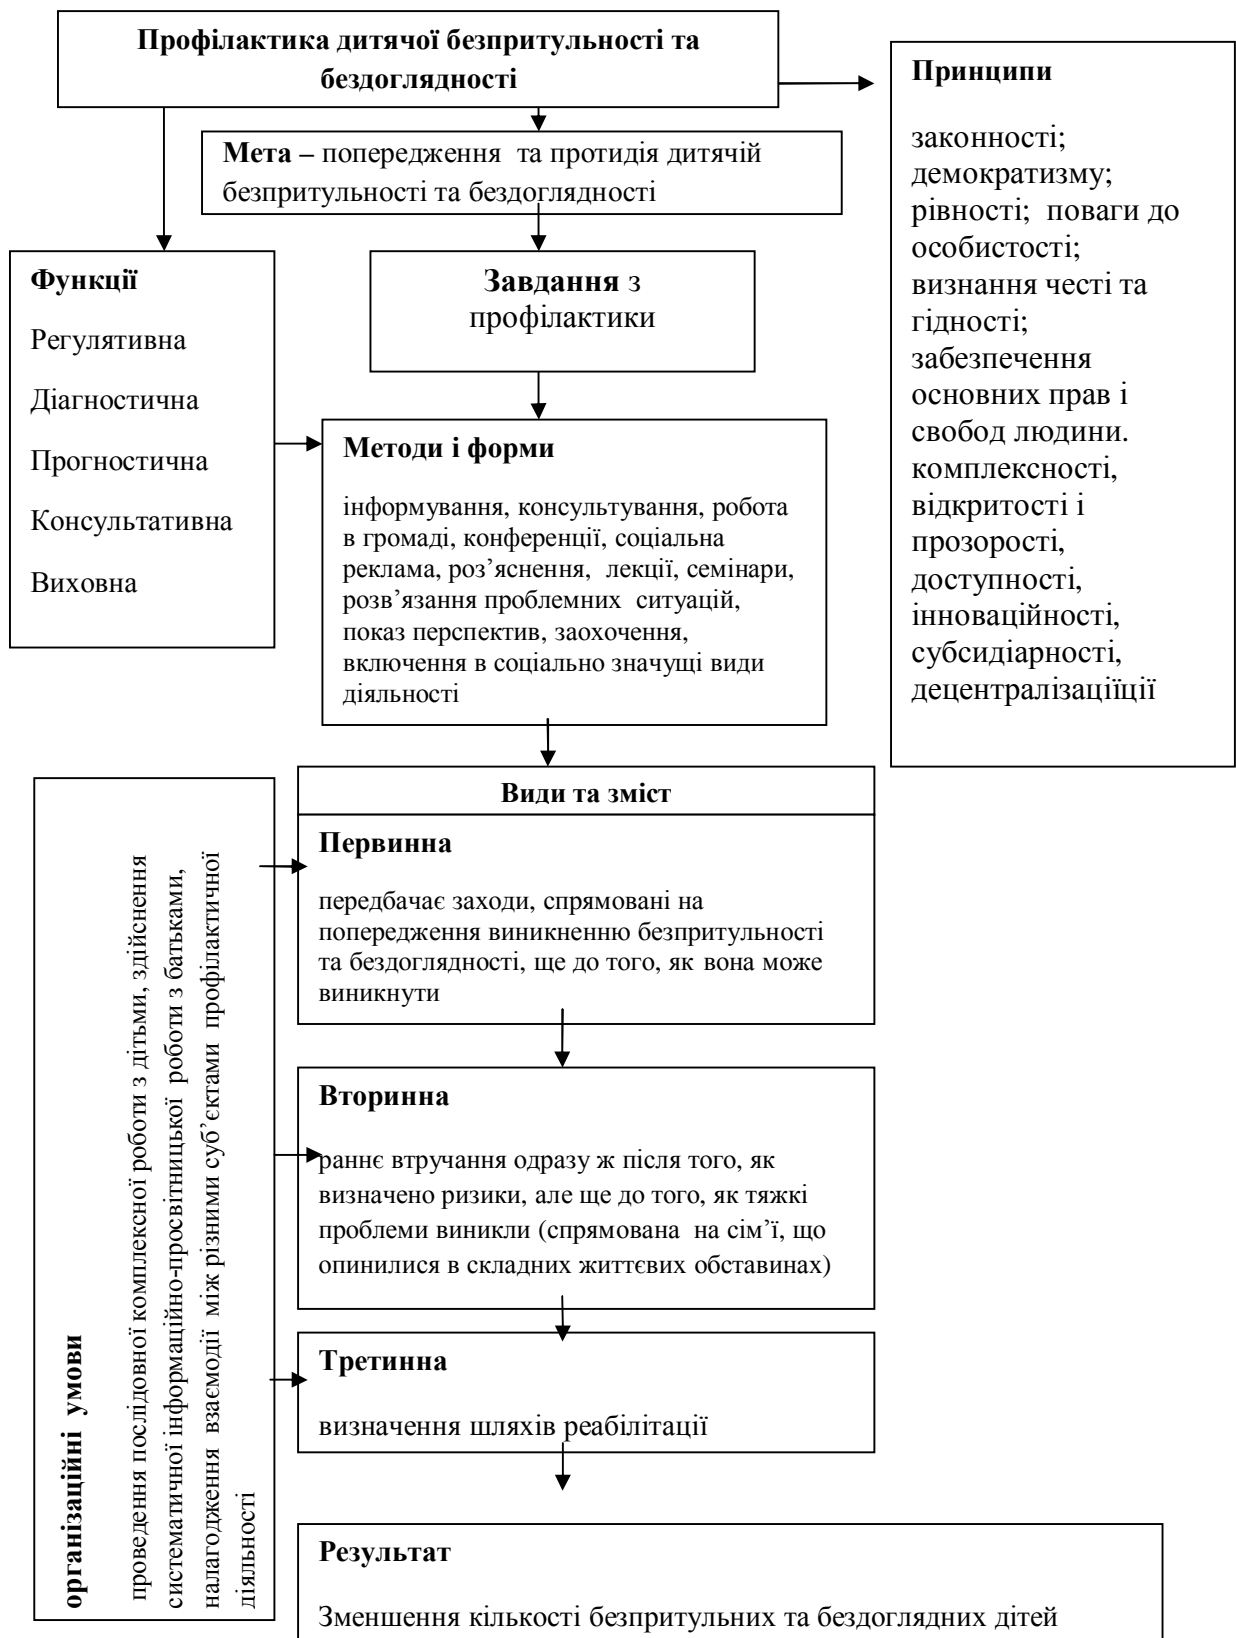 Профілактика дитячої безпритульності та
бездоглядності
Принципи
законності;
демократизму;
рівності; поваги до
особистості;
визнання честі та
гідності;
забезпечення
основних прав і
свобод людини.
комплексності,
відкритості і
прозорості,
доступності,
інноваційності,
субсидіарності,
децентралізаціїції
Мета – попередження та протидія дитячій
безпритульності та бездоглядності
Функції
Регулятивна
Діагностична
Прогностична
Консультативна
Виховна
Завдання з
профілактики
Методи і форми
інформування, консультування, робота
в громаді, конференції, соціальна
реклама, роз’яснення, лекції, семінари,
розв’язання проблемних ситуацій,
показ перспектив, заохочення,
включення в соціально значущі види
діяльності
організаційні умови
проведення послідовної комплексної роботи з дітьми, здійснення
систематичної інформаційно-просвітницької роботи з батьками,
налагодження взаємодії між різними суб’єктами профілактичної
діяльності
Види та зміст
Первинна
передбачає заходи, спрямовані на
попередження виникненню безпритульності
та бездоглядності, ще до того, як вона може
виникнути
Вторинна
раннє втручання одразу ж після того, як
визначено ризики, але ще до того, як тяжкі
проблеми виникли (спрямована на сім’ї, що
опинилися в складних життєвих обставинах)
Третинна
визначення шляхів реабілітації
Результат
Зменшення кількості безпритульних та бездоглядних дітей